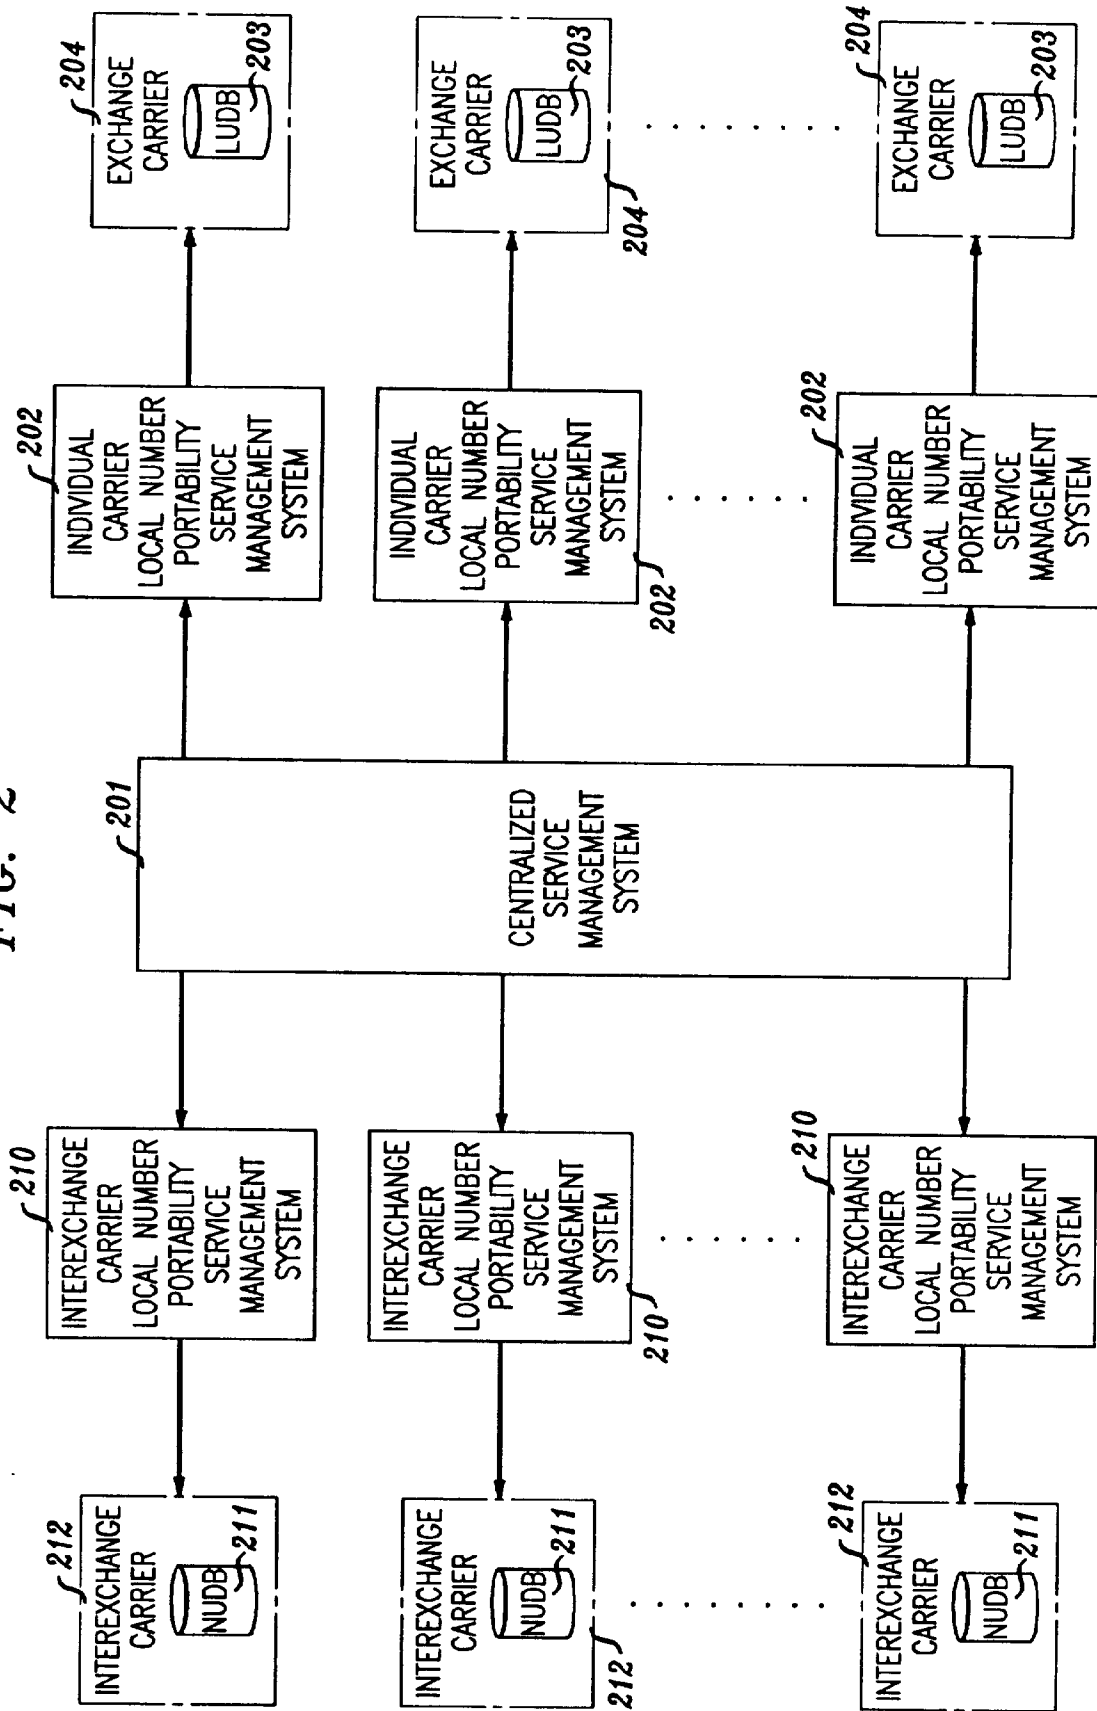 FIG. 2
212
INTEREXCHANGE
CARRIER
NUDB
211
210
INTEREXCHANGE
CARRIER
LOCAL NUMBER
PORTABILITY
SERVICE
MANAGEMENT
SYSTEM
201
CENTRALIZED
SERVICE
MANAGEMENT
SYSTEM
202
INDIVIDUAL
CARRIER
LOCAL NUMBER
PORTABILITY
SERVICE
MANAGEMENT
SYSTEM
204
EXCHANGE
CARRIER
LUDB
203
INTEREXCHANGE
CARRIER
NUDB
211
212
INTEREXCHANGE
CARRIER
LOCAL NUMBER
PORTABILITY
SERVICE
MANAGEMENT
SYSTEM
210
INDIVIDUAL
CARRIER
LOCAL NUMBER
PORTABILITY
SERVICE
MANAGEMENT
SYSTEM
202
EXCHANGE
CARRIER
LUDB
203
204
212
INTEREXCHANGE
CARRIER
NUDB
211
210
INTEREXCHANGE
CARRIER
LOCAL NUMBER
PORTABILITY
SERVICE
MANAGEMENT
SYSTEM
202
INDIVIDUAL
CARRIER
LOCAL NUMBER
PORTABILITY
SERVICE
MANAGEMENT
SYSTEM
204
EXCHANGE
CARRIER
LUDB
203